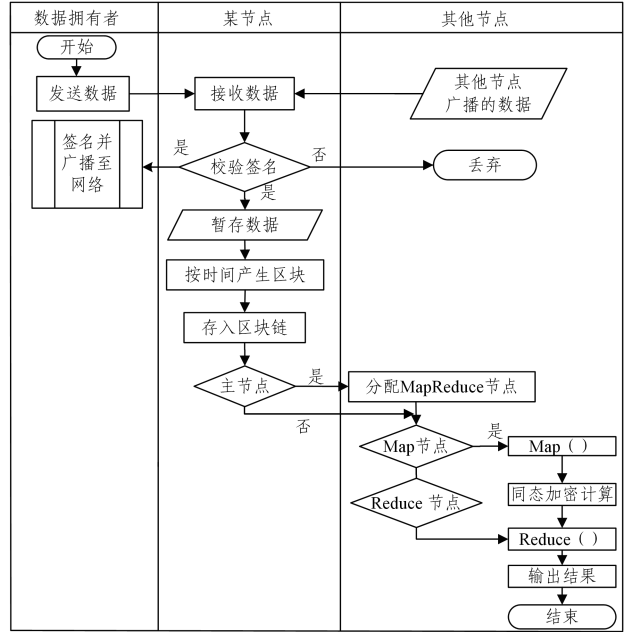 数据拥有者
某节点
其他节点
开始
发送数据
接收数据
其他节点
广播的数据
签名并
广播至
网络
是
校验签名
否
丢弃
是
暂存数据
按时间产生区块
存入区块链
主节点
是
分配MapReduce节点
否
Map节点
是
Map（ ）
Reduce 节点
同态加密计算
Reduce（ ）
输出结果
结束